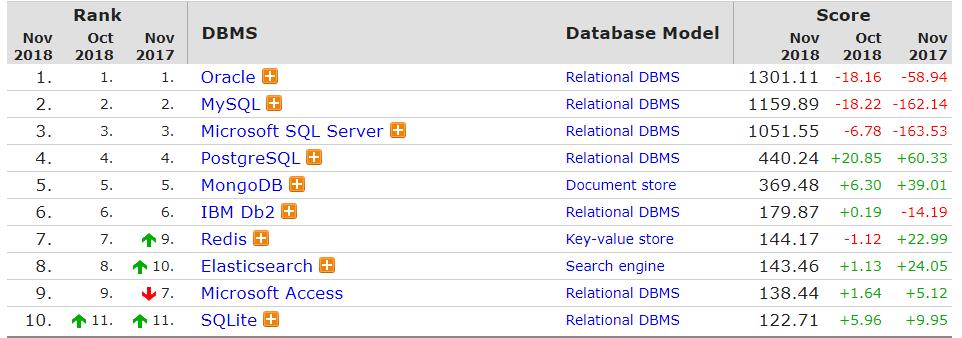 Rank DBMS Database Model Score
Nov 2018 Oct 2018 Nov 2017 Nov 2018 Oct 2018 Nov 2017
1. 1. 1. Oracle Relational DBMS 1301.11 -18.16 -58.94
2. 2. 2. MySQL Relational DBMS 1159.89 -18.22 -162.14
3. 3. 3. Microsoft SQL Server Relational DBMS 1051.55 -6.78 -163.53
4. 4. 4. PostgreSQL Relational DBMS 440.24 +20.85 +60.33
5. 5. 5. MongoDB Document store 369.48 +6.30 +39.01
6. 6. 6. IBM Db2 Relational DBMS 179.87 +0.19 -14.19
7. 7. 9. Redis Key-value store 144.17 -1.12 +22.99
8. 8. 10. Elasticsearch Search engine 143.46 +1.13 +24.05
9. 9. 7. Microsoft Access Relational DBMS 138.44 +1.64 +5.12
10. 11. 11. SQLite Relational DBMS 122.71 +5.96 +9.95